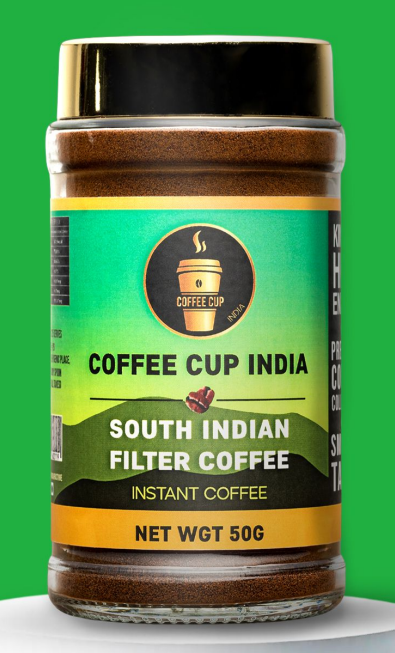 COFFEE CUP
INDIA
COFFEE CUP INDIA
SOUTH INDIAN
FILTER COFFEE
INSTANT COFFEE
NET WGT 50G